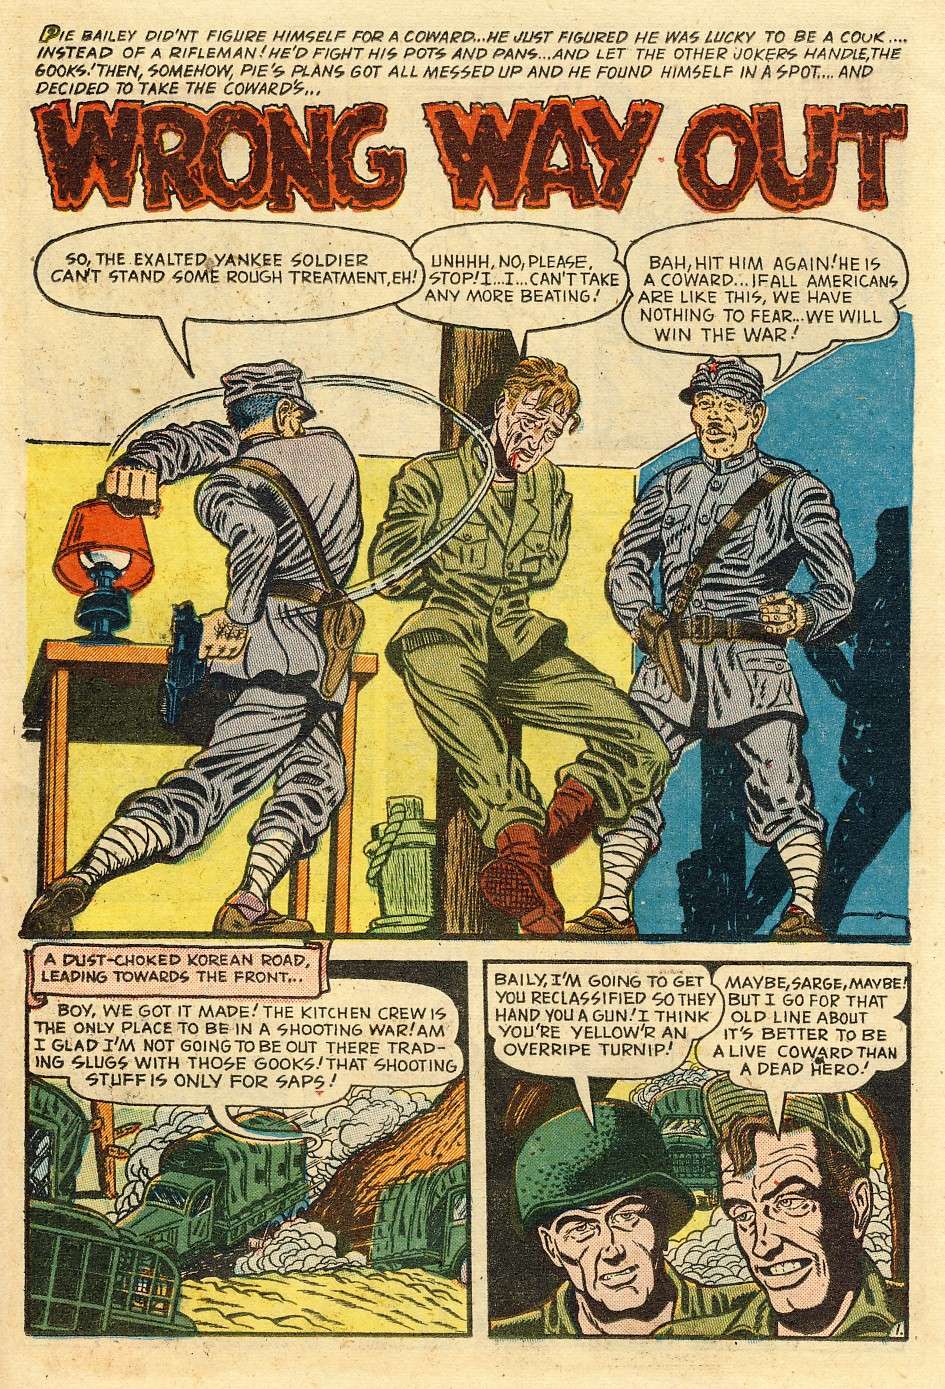 PIE BAILEY DID'NT FIGURE HIMSELF FOR A COWARD...HE JUST FIGURED HE WAS LUCKY TO BE A COOK....
INSTEAD OF A RIFLEMAN! HE'D FIGHT HIS POTS AND PANS...AND LET THE OTHER JOKERS HANDLE,THE
GOOKS.' THEN, SOMEHOW, PIE'S PLANS GOT ALL MESSED UP AND HE FOUND HIMSELF IN A SPOT.... AND
DECIDED TO TAKE THE COWARD'S...
WRONG WAY OUT
SO, THE EXALTED YANKEE SOLDIER
CAN'T STAND SOME ROUGH TREATMENT, EH!
UNHHH, NO, PLEASE,
STOP! I...I... CAN'T TAKE
ANY MORE BEATING!
BAH, HIT HIM AGAIN! HE IS
A COWARD... IF ALL AMERICANS
ARE LIKE THIS, WE HAVE
NOTHING TO FEAR...WE WILL
WIN THE WAR!
A DUST-CHOKED KOREAN ROAD,
LEADING TOWARDS THE FRONT...
BOY, WE GOT IT MADE! THE KITCHEN CREW IS
THE ONLY PLACE TO BE IN A SHOOTING WAR! AM
I GLAD I'M NOT GOING TO BE OUT THERE TRAD-
ING SLUGS WITH THOSE GOOKS! THAT SHOOTING
STUFF IS ONLY FOR SAPS!
BAILY, I'M GOING TO GET
YOU RECLASSIFIED SO THEY
HAND YOU A GUN! I THINK
YOU'RE YELLOW'R AN
OVERRIPE TURNIP!
MAYBE, SARGE, MAYBE!
BUT I GO FOR THAT
OLD LINE ABOUT
IT'S BETTER TO BE
A LIVE COWARD THAN
A DEAD HERO!
1.